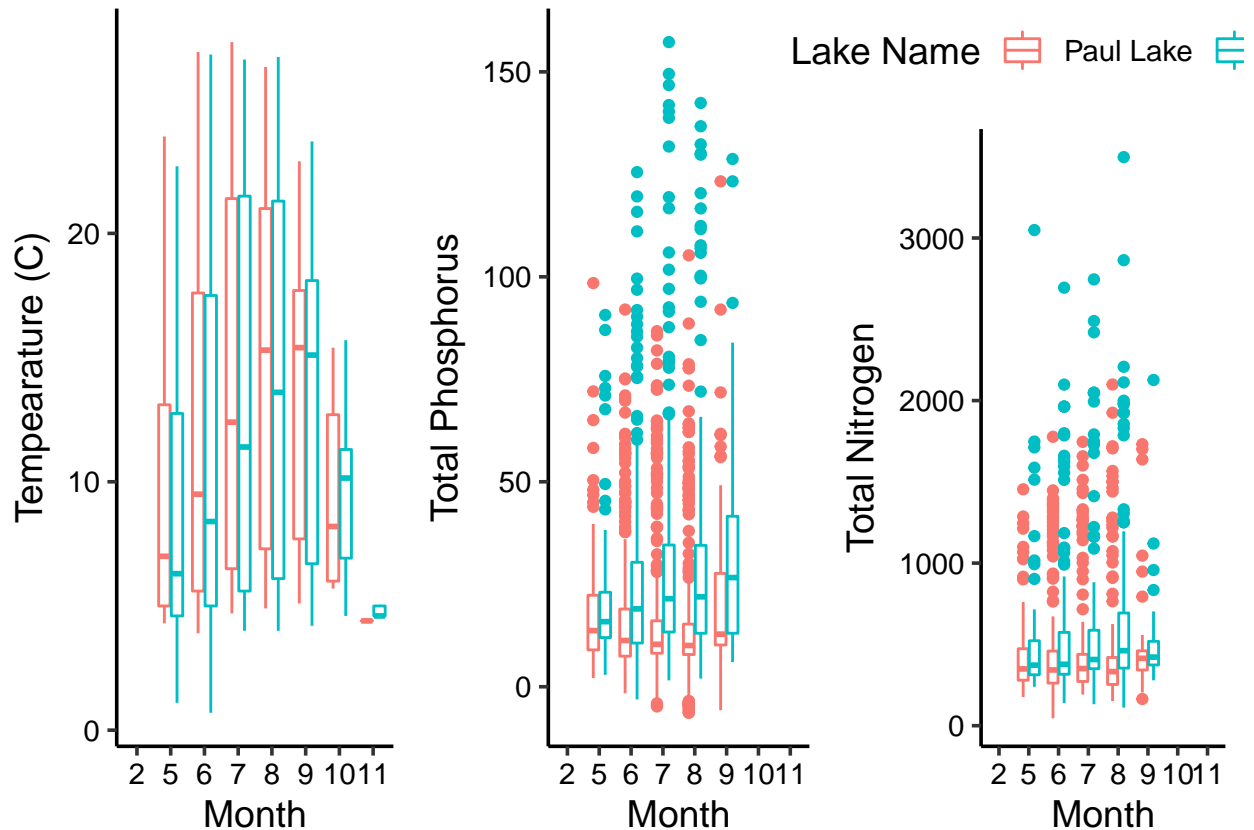 Lake Name Paul Lake
Tempearature (C)
20
10
0
2 5 6 7 8 9 10 11
Month
Total Phosphorus
150
100
50
0
2 5 6 7 8 9 10 11
Month
Total Nitrogen
3000
2000
1000
0
2 5 6 7 8 9 10 11
Month